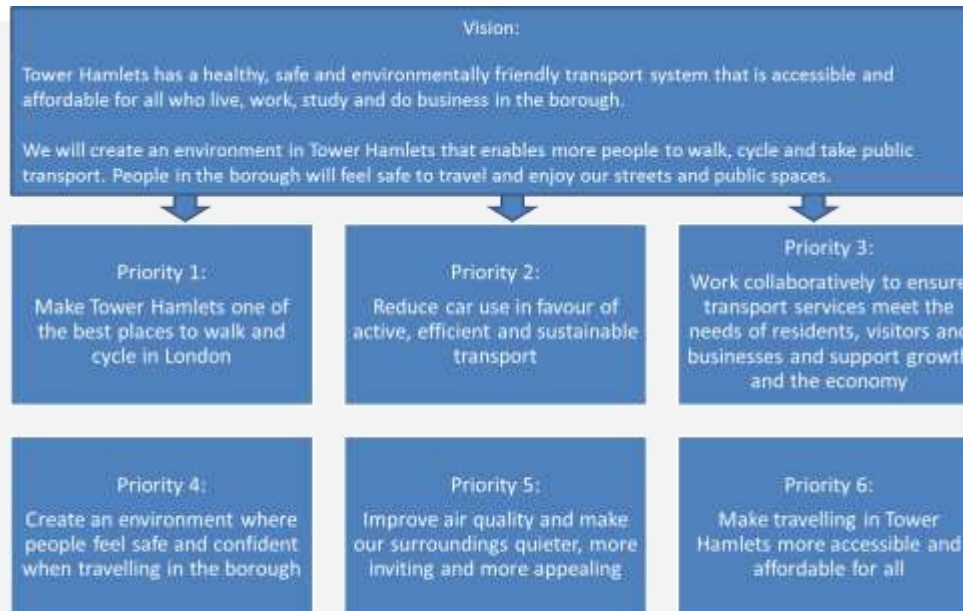 Vision:
Tower Hamlets has a healthy, safe and environmentally friendly transport system that is accessible and
affordable for all who live, work, study and do business in the borough.
We will create an environment in Tower Hamlets that enables more people to walk, cycle and take public
transport. People in the borough will feel safe to travel and enjoy our streets and public spaces.
Priority 1:
Make Tower Hamlets one of
the best places to walk and
cycle in London
Priority 2:
Reduce car use in favour of
active, efficient and sustainable
transport
Priority 3:
Work collaboratively to ensure
transport services meet the
needs of residents, visitors and
businesses and support growth
and the economy
Priority 4:
Create an environment where
people feel safe and confident
when travelling in the borough
Priority 5:
Improve air quality and make
our surroundings quieter, more
inviting and more appealing
Priority 6:
Make travelling in Tower
Hamlets more accessible and
affordable for all